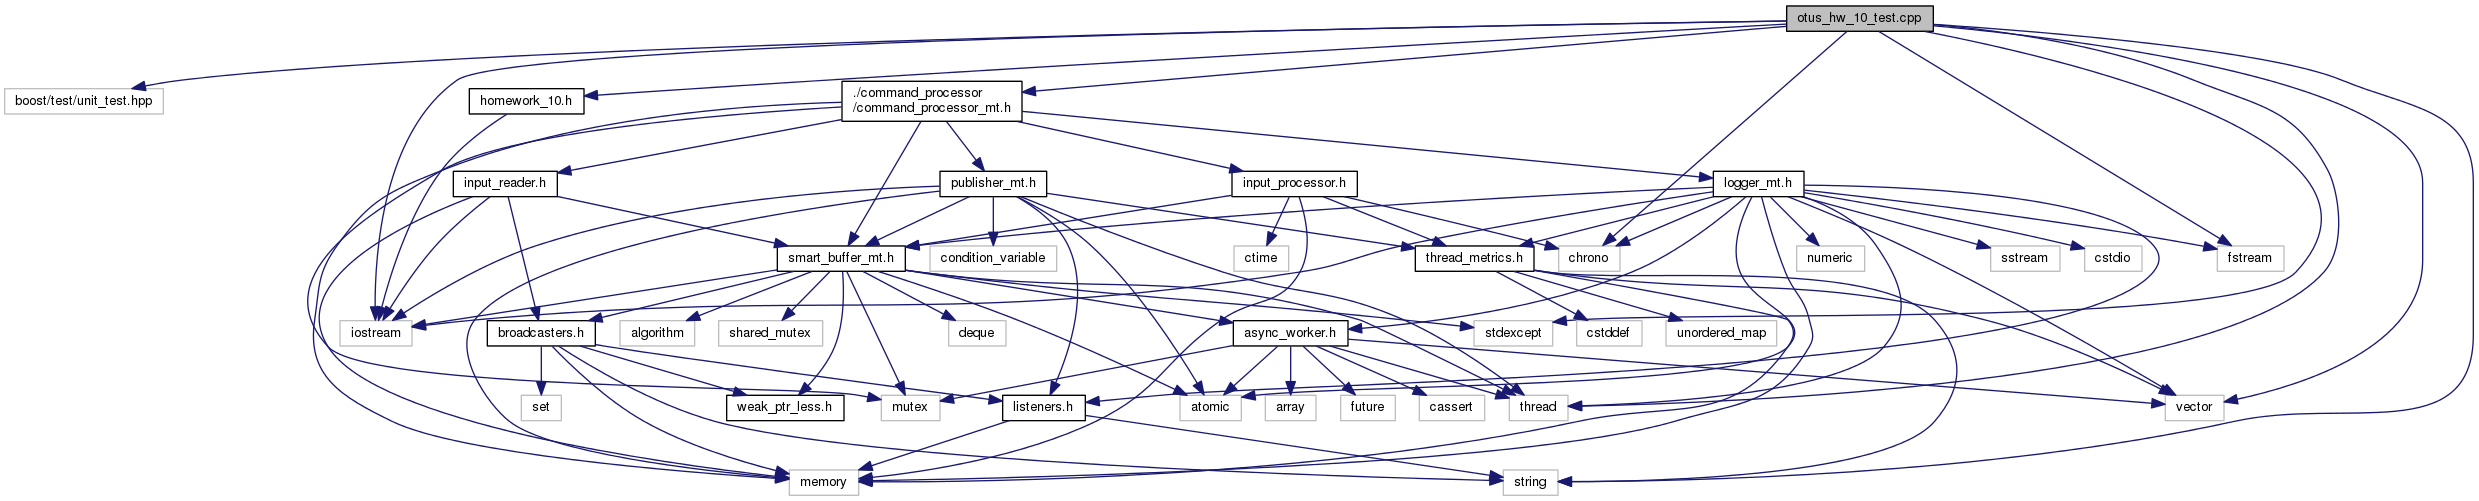 otus_hw_10_test.cpp
boost/test/unit_test.hpp
homework_10.h
./command_processor
/command_processor_mt.h
input_reader.h
publisher_mt.h
input_processor.h
logger_mt.h
smart_buffer_mt.h
condition_variable
ctime
thread_metrics.h
chrono
numeric
sstream
cstdio
fstream
iostream
broadcasters.h
algorithm
shared_mutex
deque
async_worker.h
stdexcept
cstddef
unordered_map
set
weak_ptr_less.h
mutex
listeners.h
atomic
array
future
cassert
thread
vector
memory
string